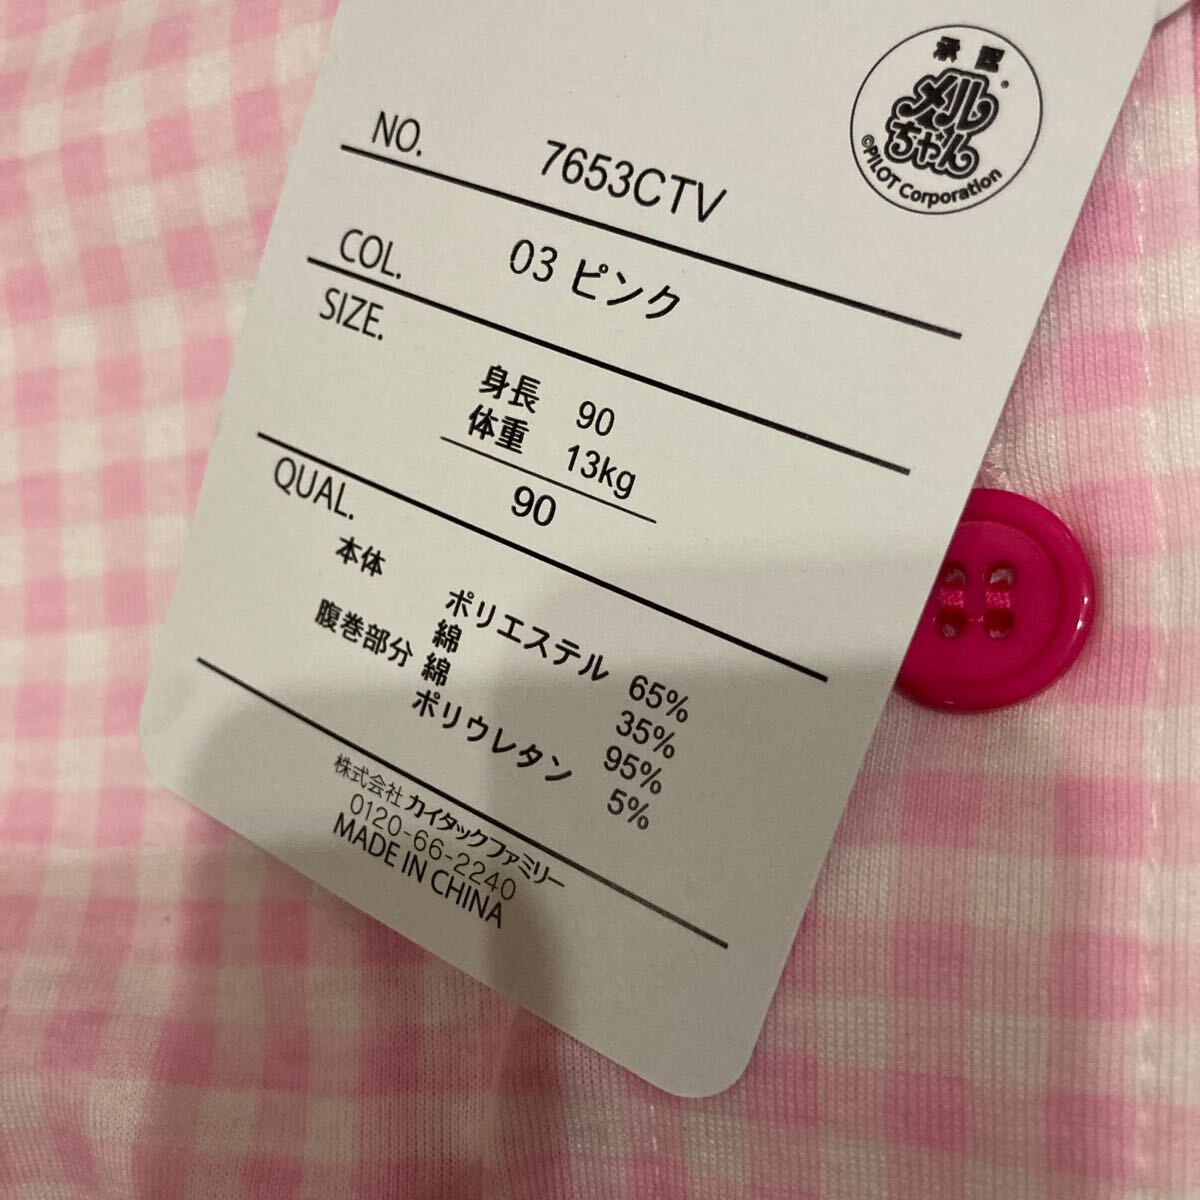 承認
メル
ちゃん®
©PILOT Corporation
NO. 7653CTV
COL. 03 ピンク
SIZE.
身長 90
体重 13kg
90
QUAL.
本体 ポリエステル 65%
綿 35%
腹巻部分 綿 95%
ポリウレタン 5%
株式会社 カイタックファミリー
0120-66-2240
MADE IN CHINA